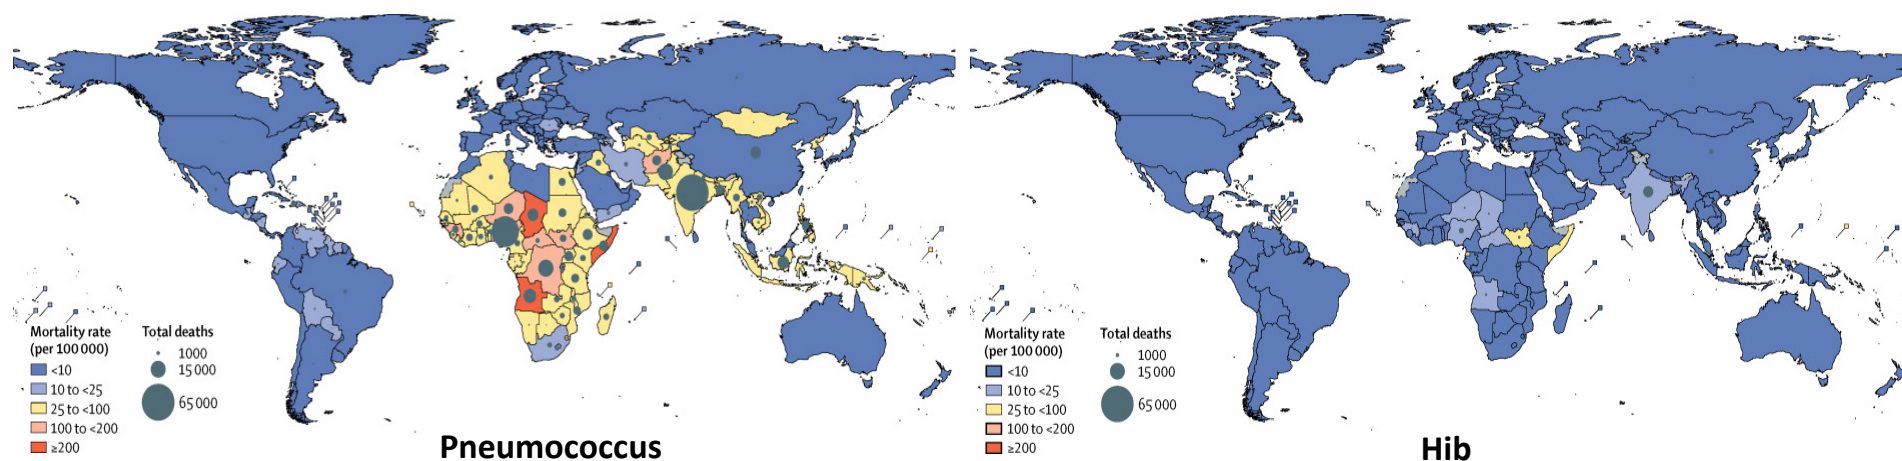 Mortality rate
(per 100 000)
<10
10 to <25
25 to <100
100 to <200
≥200
Total deaths
1000
15 000
65 000
Pneumococcus
Mortality rate
(per 100 000)
<10
10 to <25
25 to <100
100 to <200
≥200
Total deaths
1000
15 000
65 000
Hib